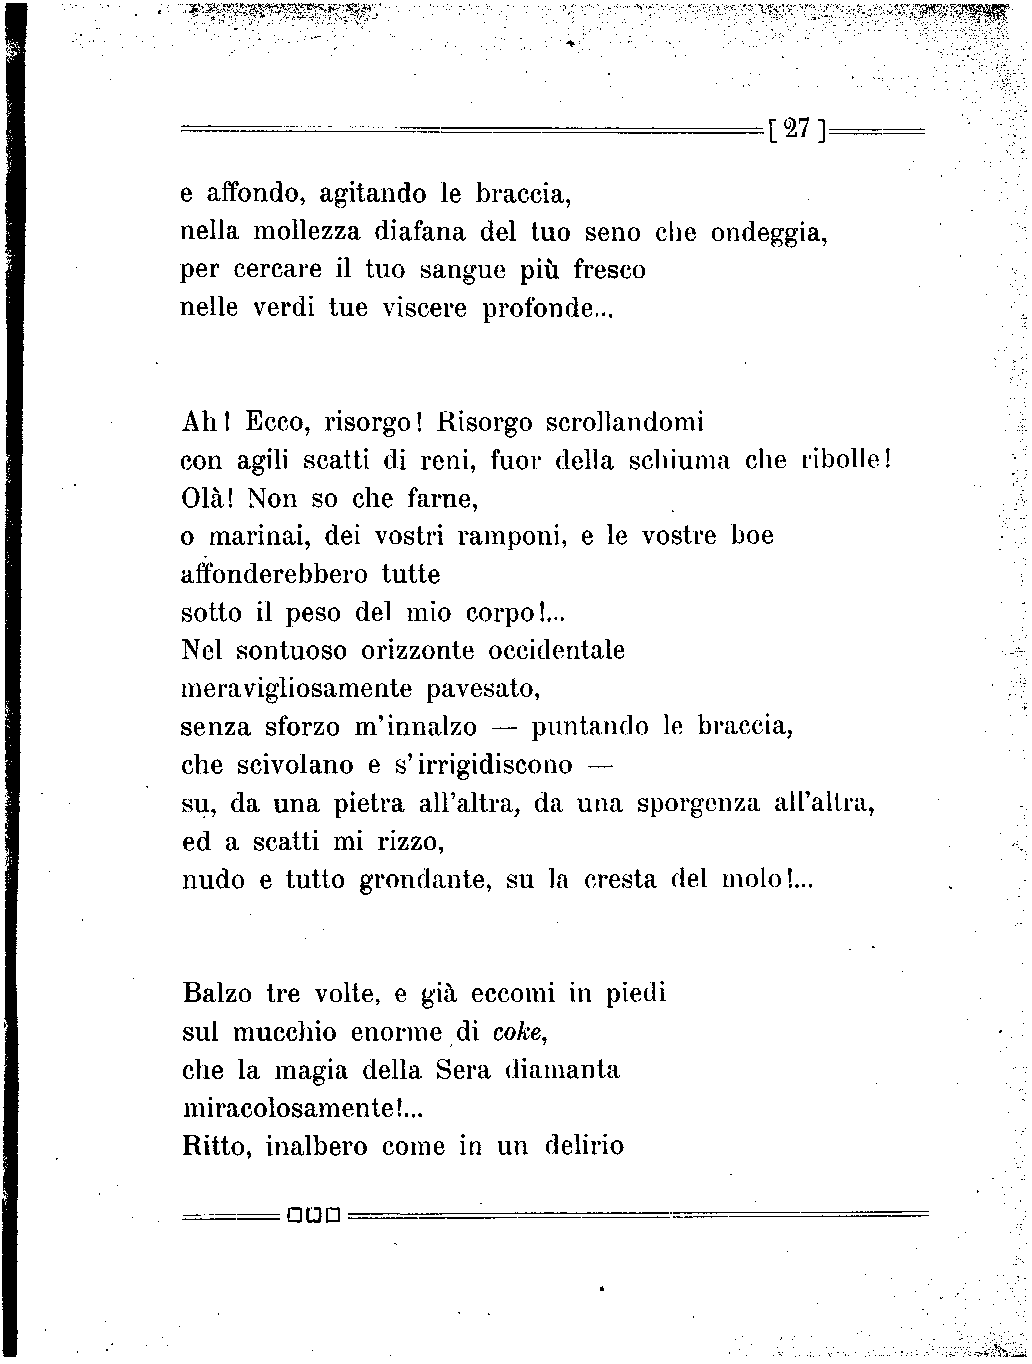 [ 27 ]
e affondo, agitando le braccia,
nella mollezza diafana del tuo seno che ondeggia,
per cercare il tuo sangue più fresco
nelle verdi tue viscere profonde...
Ah! Ecco, risorgo! Risorgo scrollandomi
con agili scatti di reni, fuor della schiuma che ribolle!
Olà! Non so che farne,
o marinai, dei vostri ramponi, e le vostre boe
affonderebbero tutte
sotto il peso del mio corpo!...
Nel sontuoso orizzonte occidentale
meravigliosamente pavesato,
senza sforzo m'innalzo — puntando le braccia,
che scivolano e s'irrigidiscono —
su, da una pietra all'altra, da una sporgenza all'altra,
ed a scatti mi rizzo,
nudo e tutto grondante, su la cresta del molo!...
Balzo tre volte, e già eccomi in piedi
sul mucchio enorme di coke,
che la magia della Sera diamanta
miracolosamente!...
Ritto, inalbero come in un delirio